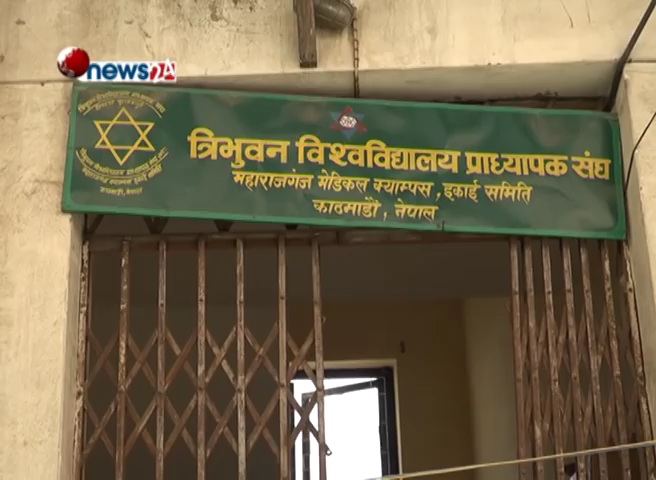 news24
त्रिभुवन विश्वविद्यालय प्राध्यापक संघ
महाराजगंज मेडिकल क्याम्पस, इकाई समिति
काठमाडौं, नेपाल